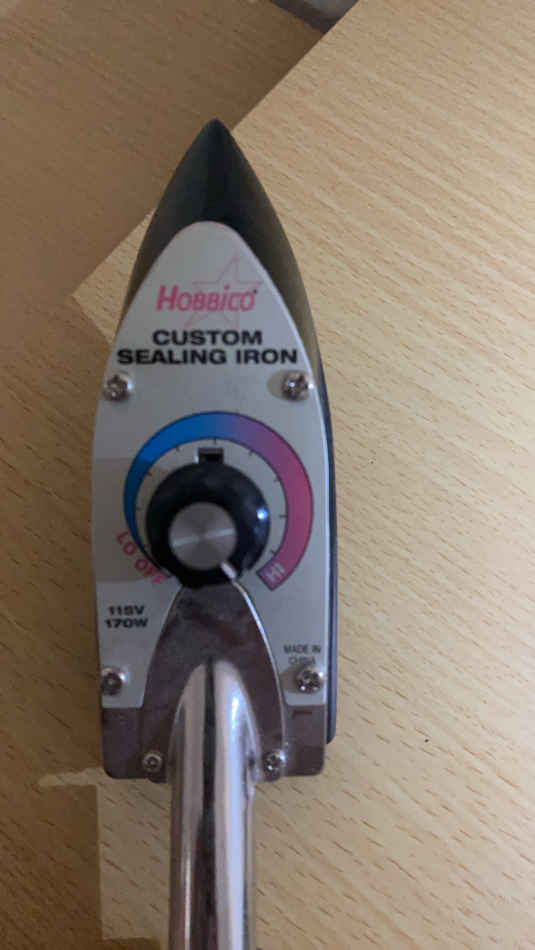 HOBBICO
CUSTOM
SEALING IRON
LO OFF
HI
115V
170W
MADE IN
CHINA